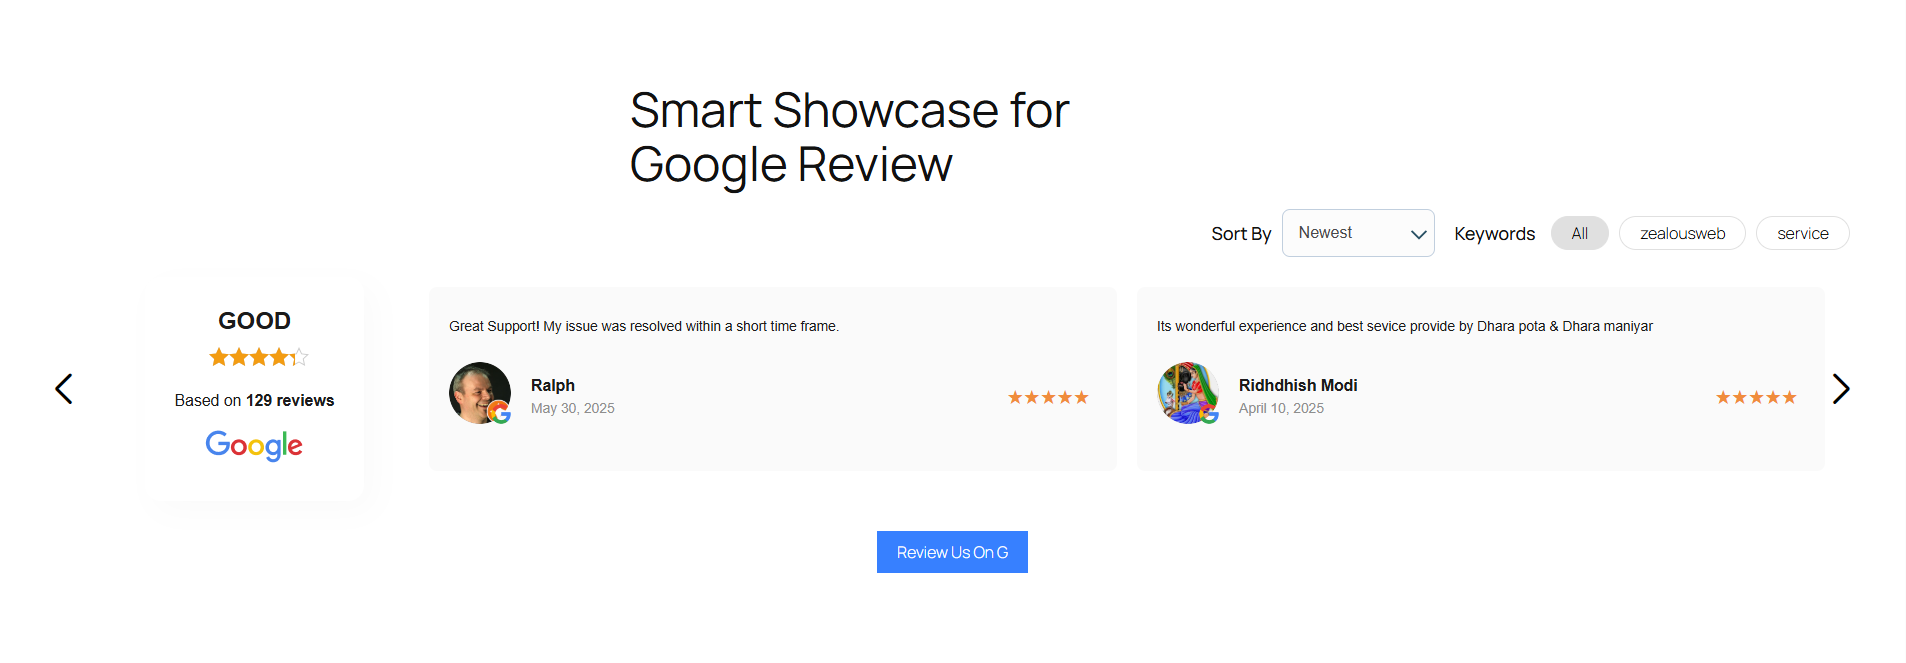 Smart Showcase for
Google Review
Sort By Newest Keywords All zealousweb service
GOOD
Based on 129 reviews
Google
Great Support! My issue was resolved within a short time frame.
Ralph
May 30, 2025
Its wonderful experience and best sevice provide by Dhara pota & Dhara maniyar
Ridhdhish Modi
April 10, 2025
Review Us On G